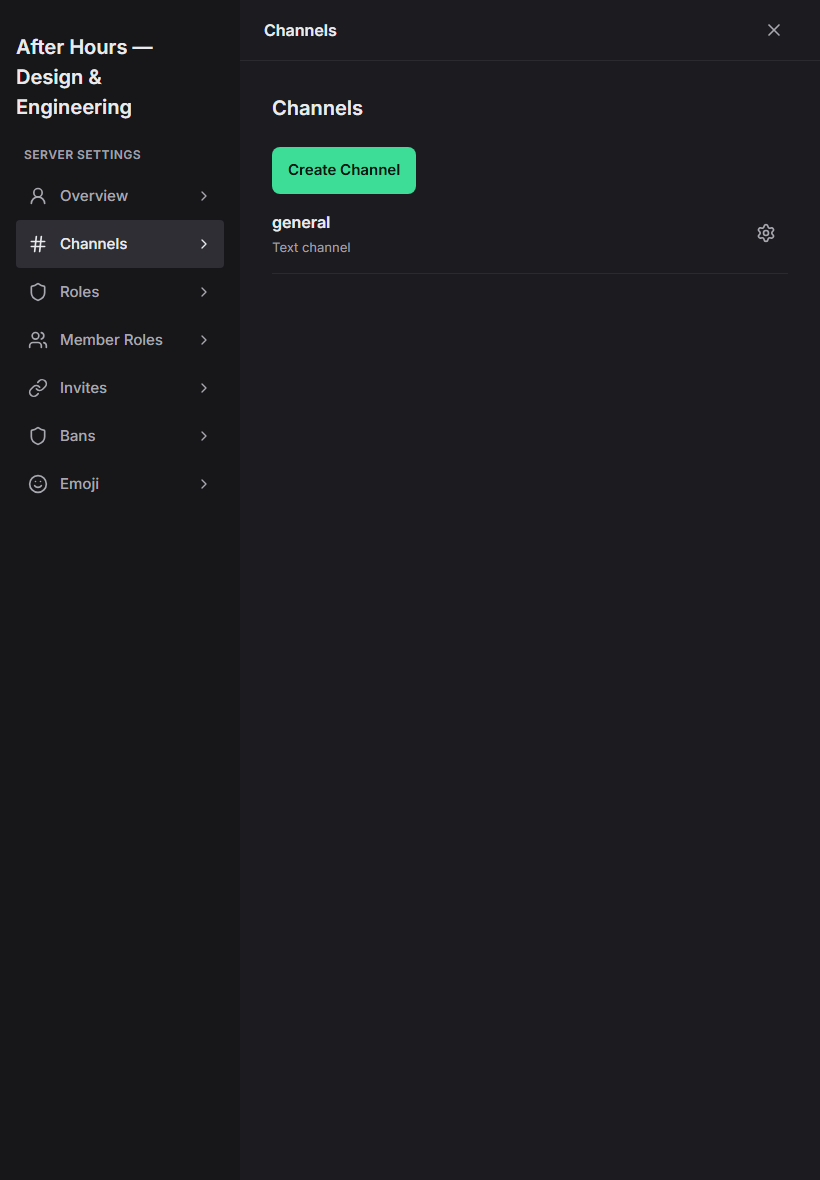 After Hours —
Design &
Engineering
SERVER SETTINGS
Overview
Channels
Roles
Member Roles
Invites
Bans
Emoji
Channels
Channels
Create Channel
general
Text channel